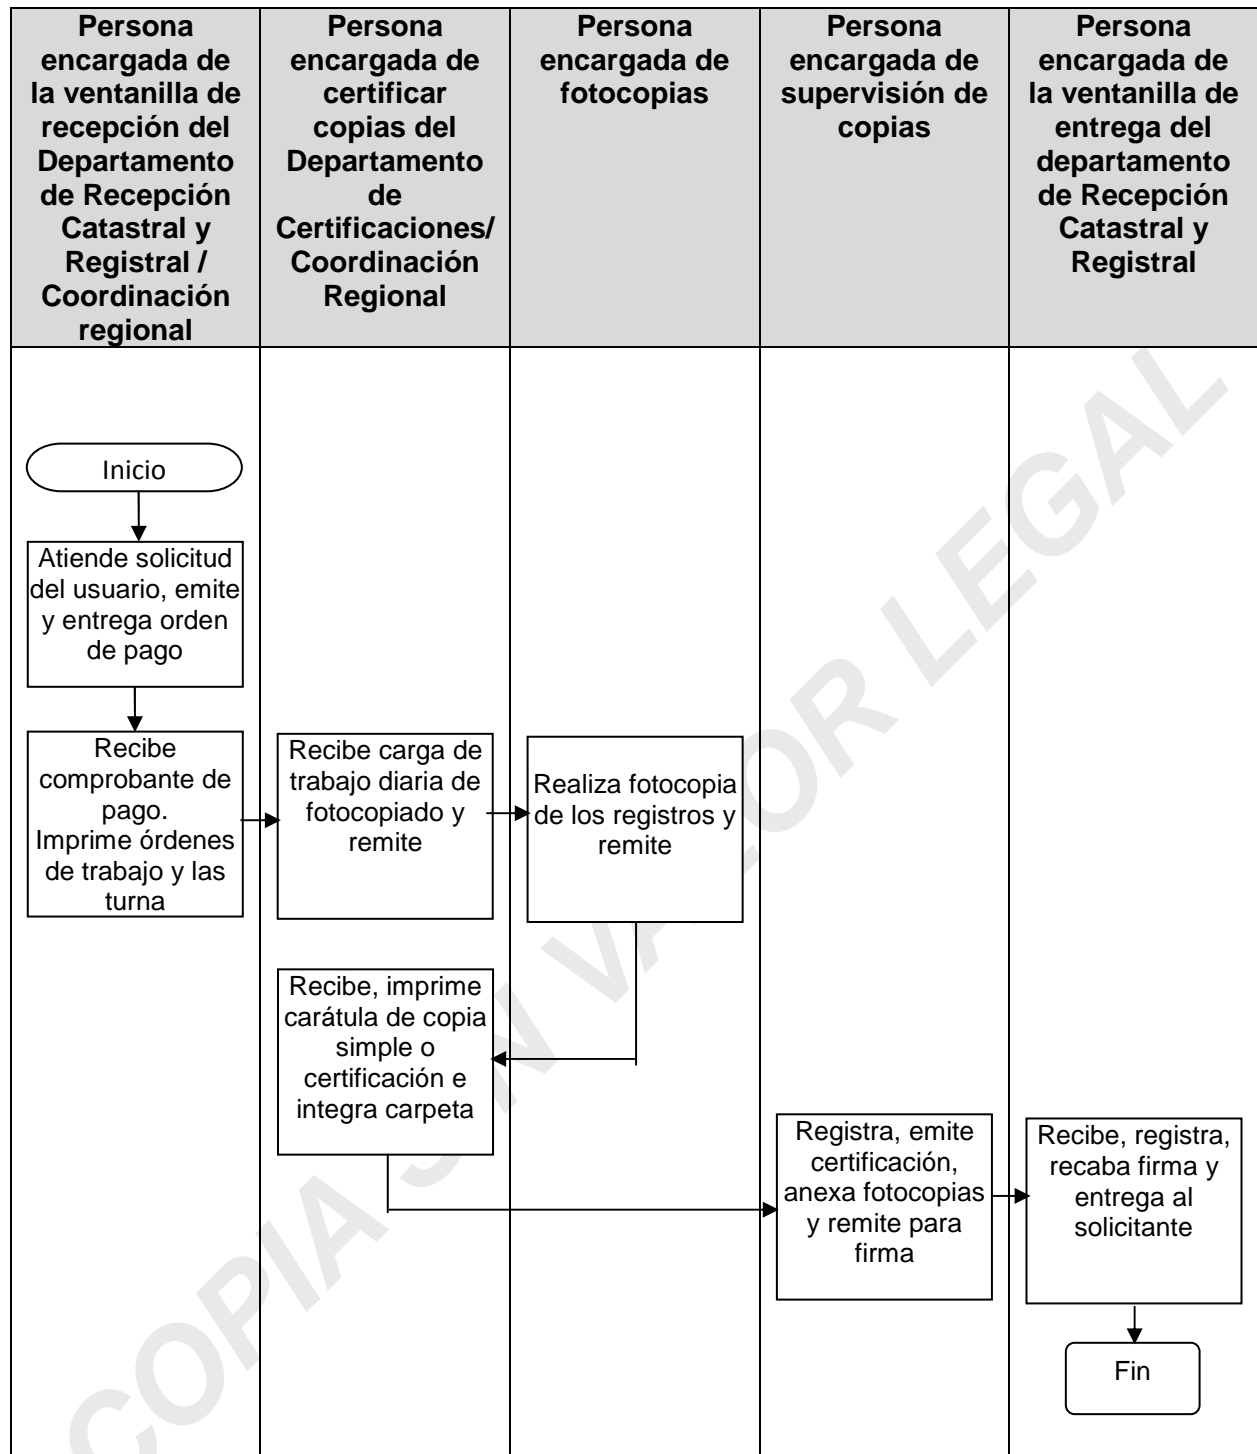 Persona
encargada de
la ventanilla de
recepción del
Departamento
de Recepción
Catastral y
Registral /
Coordinación
regional
Persona
encargada de
certificar
copias del
Departamento
de
Certificaciones/
Coordinación
Regional
Persona
encargada de
fotocopias
Persona
encargada de
supervisión de
copias
Persona
encargada de
la ventanilla de
entrega del
departamento
de Recepción
Catastral y
Registral
Inicio
Atiende solicitud
del usuario, emite
y entrega orden
de pago
Recibe
comprobante de
pago.
Imprime órdenes
de trabajo y las
turna
Recibe carga de
trabajo diaria de
fotocopiado y
remite
Realiza fotocopia
de los registros y
remite
Recibe, imprime
carátula de copia
simple o
certificación e
integra carpeta
Registra, emite
certificación,
anexa fotocopias
y remite para
firma
Recibe, registra,
recaba firma y
entrega al
solicitante
Fin
COPIA SIN VALOR LEGAL